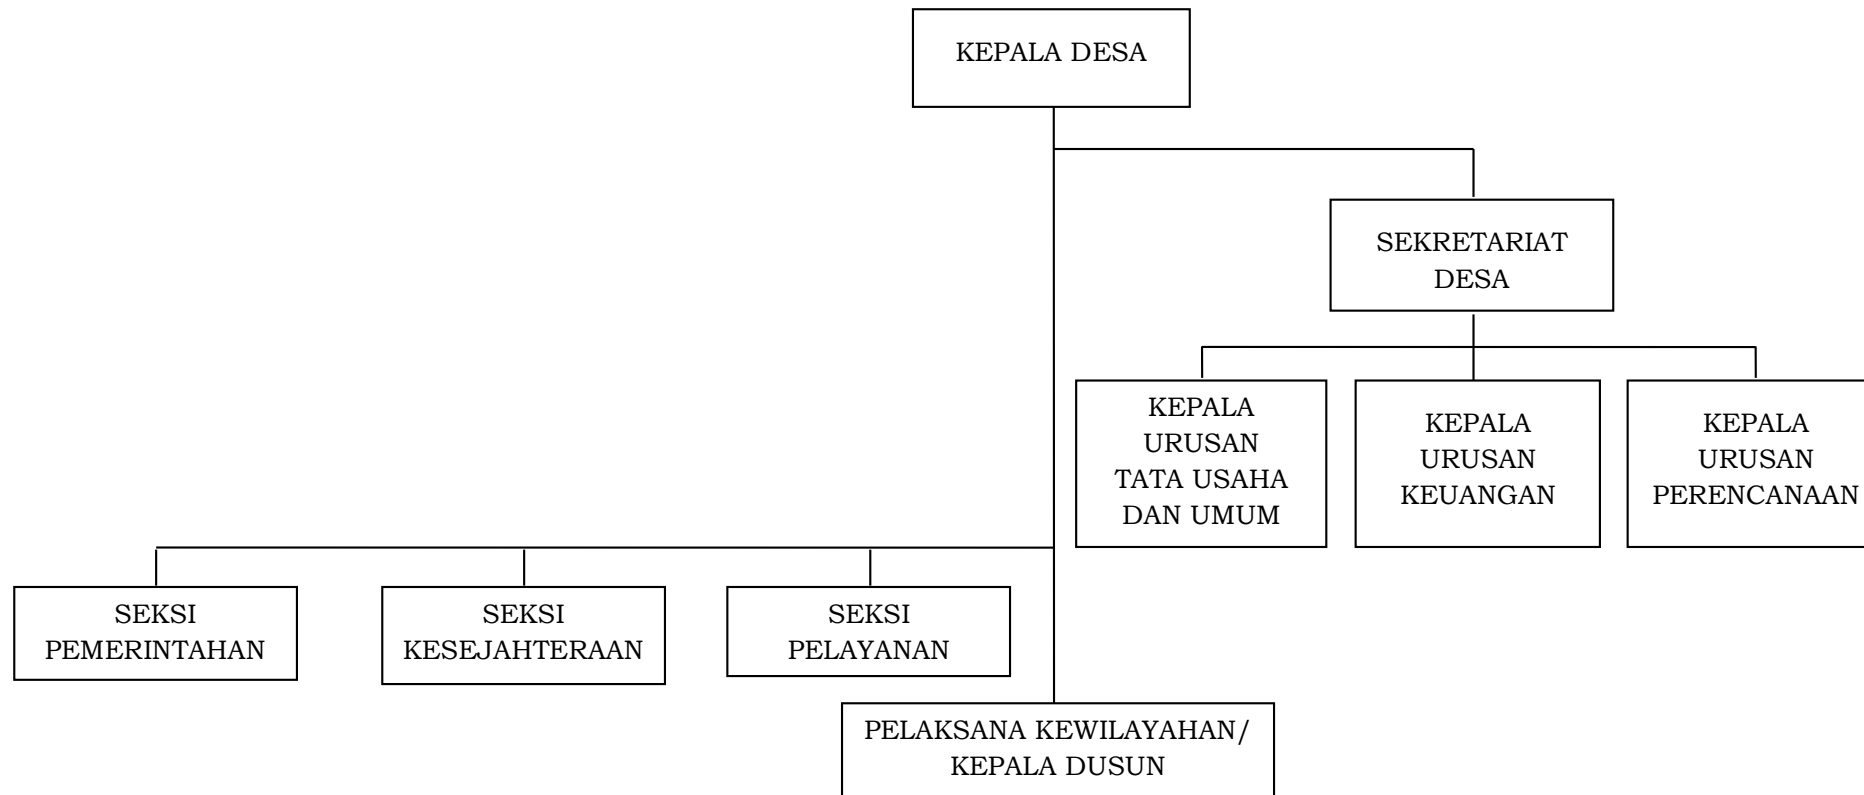 KEPALA DESA
SEKRETARIAT
DESA
KEPALA
URUSAN
TATA USAHA
DAN UMUM
KEPALA
URUSAN
KEUANGAN
KEPALA
URUSAN
PERENCANAAN
SEKSI
PEMERINTAHAN
SEKSI
KESEJAHTERAAN
SEKSI
PELAYANAN
PELAKSANA KEWILAYAHAN/
KEPALA DUSUN